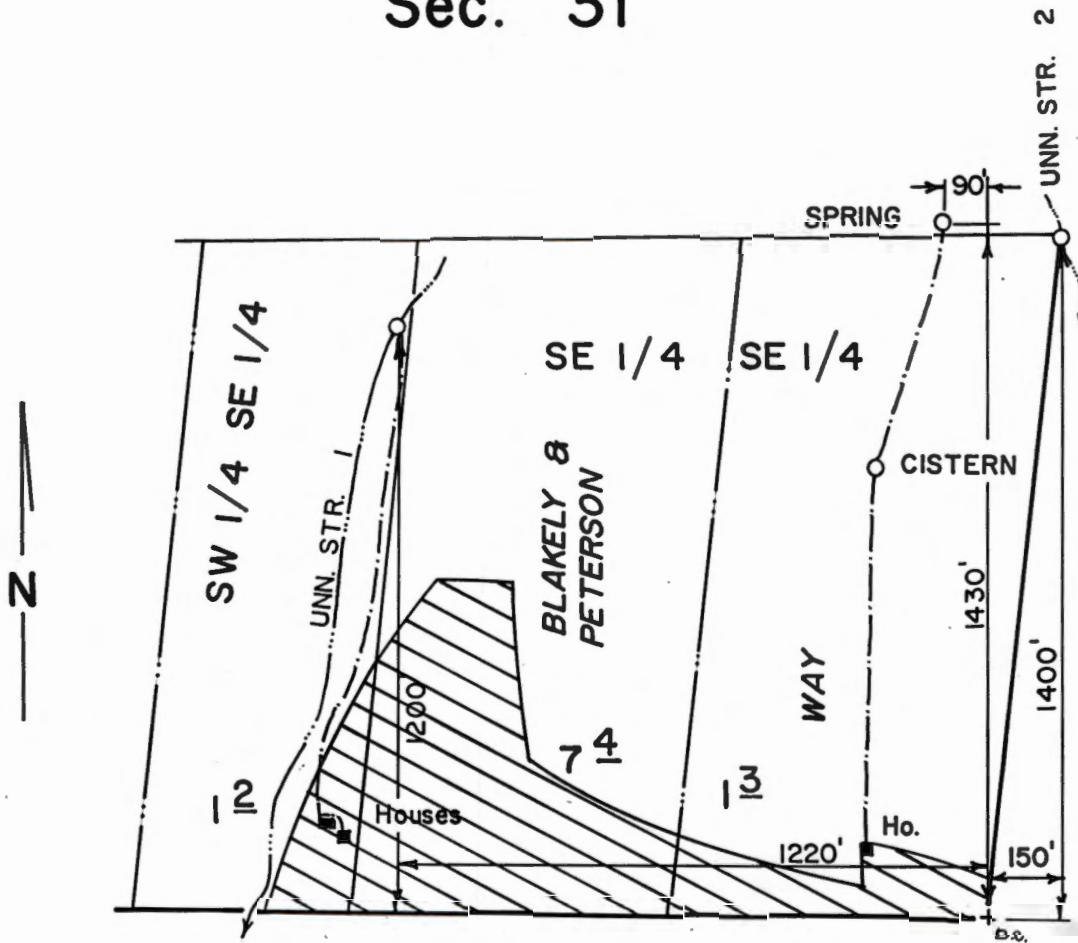 Sec. 31
UNN. STR. 2
90'
SPRING
SW 1/4 SE 1/4
SE 1/4 SE 1/4
UNN. STR. 1
BLAKELY &
PETERSON
CISTERN
N
1430'
1400'
WAY
1200
7 4
1 2
1 3
Houses
Ho.
1220'
150'